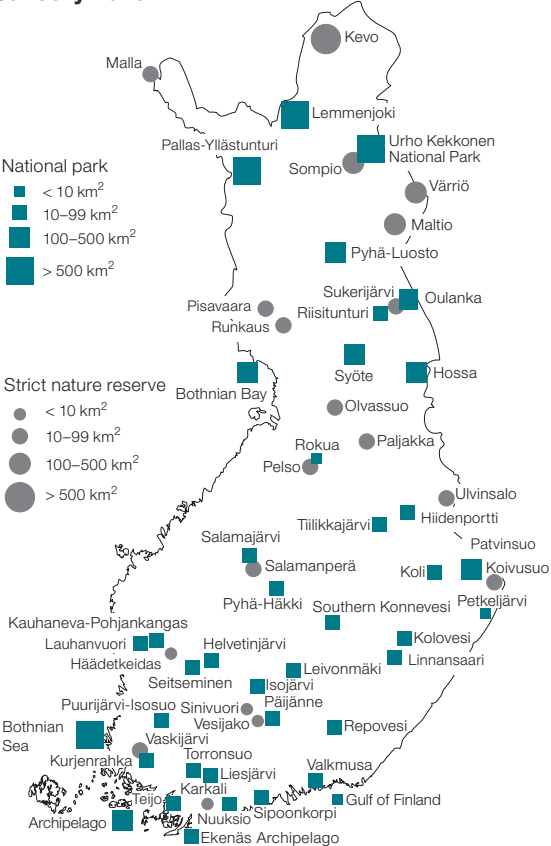 Kevo
Malla
Lemmenjoki
Pallas-Yllästunturi
Urho Kekkonen
National Park
Sompio
National park
< 10 km²
10–99 km²
100–500 km²
> 500 km²
Värriö
Maltio
Pyhä-Luosto
Sukerijärvi
Oulanka
Pisavaara
Riisitunturi
Runkaus
Syöte
Hossa
Strict nature reserve
< 10 km²
10–99 km²
100–500 km²
> 500 km²
Bothnian Bay
Olvassuo
Rokua
Paljakka
Pelso
Ulvinsalo
Tiilikkajärvi
Hiidenportti
Salamajärvi
Patvinsuo
Salamanperä
Koli
Koivusuo
Pyhä-Häkki
Petkeljärvi
Southern Konnevesi
Kauhaneva-Pohjankangas
Lauhanvuori
Helvetinjärvi
Kolovesi
Häädetkeidas
Linnansaari
Seitseminen
Leivonmäki
Isojärvi
Puurijärvi-Isosuo
Sinivuori
Päijänne
Vesijako
Bothnian
Sea
Vaskijärvi
Repovesi
Kurjenrahka
Torronsuo
Liesjärvi
Valkmusa
Teijo
Karkali
Gulf of Finland
Archipelago
Nuuksio
Sipoonkorpi
Ekenäs Archipelago